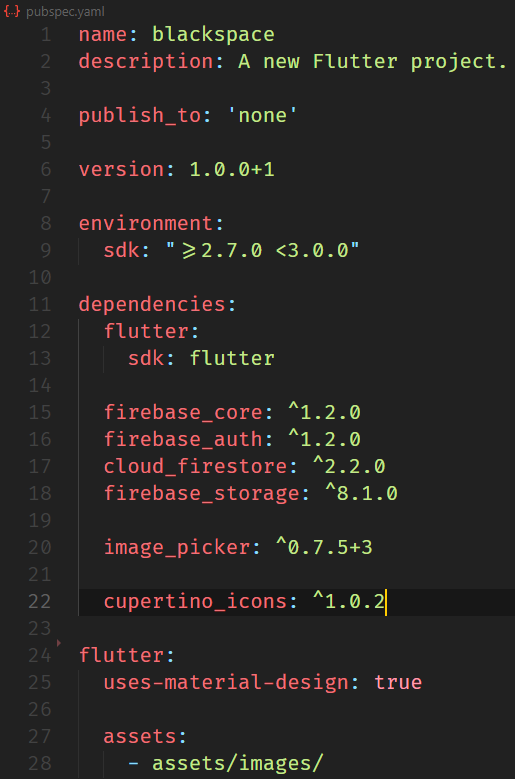 {..} pubspec.yaml
1 name: blackspace
2 description: A new Flutter project.
3
4 publish_to: 'none'
5
6 version: 1.0.0+1
7
8 environment:
9 sdk: ">=2.7.0 <3.0.0"
10
11 dependencies:
12 flutter:
13 sdk: flutter
14
15 firebase_core: ^1.2.0
16 firebase_auth: ^1.2.0
17 cloud_firestore: ^2.2.0
18 firebase_storage: ^8.1.0
19
20 image_picker: ^0.7.5+3
21
22 cupertino_icons: ^1.0.2
23
24 flutter:
25 uses-material-design: true
26
27 assets:
28 - assets/images/